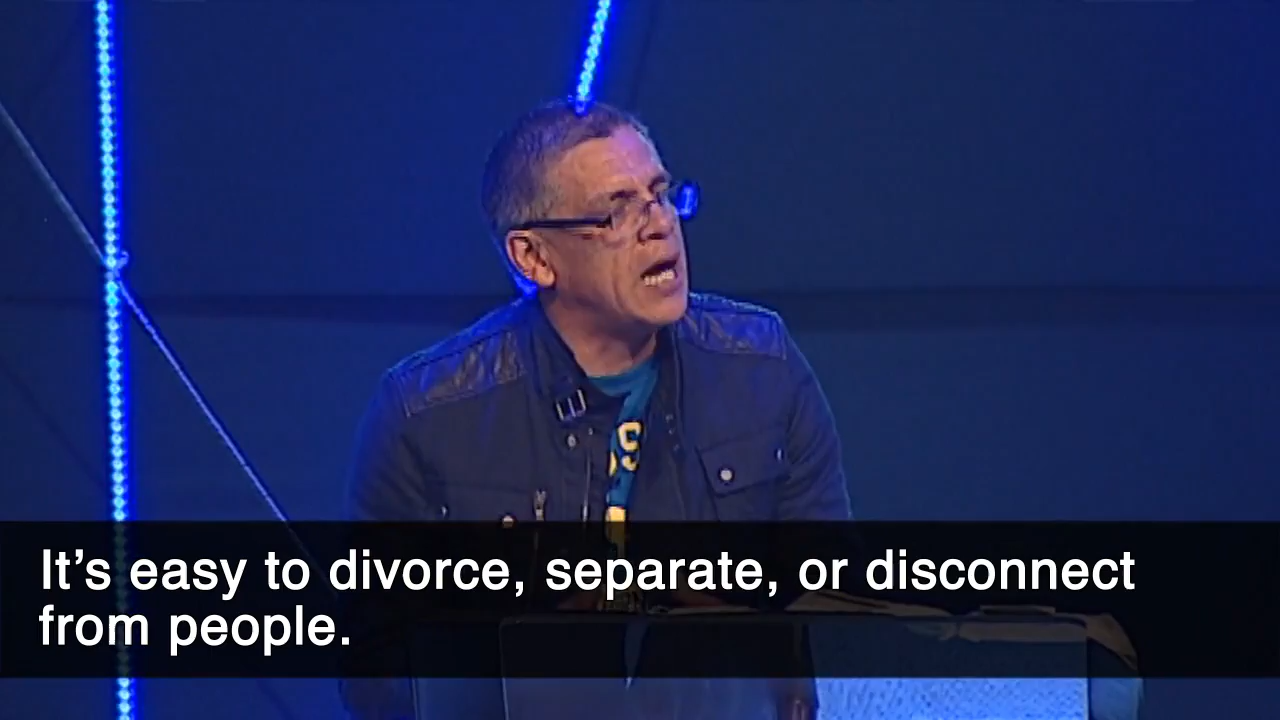 It's easy to divorce, separate, or disconnect
from people.